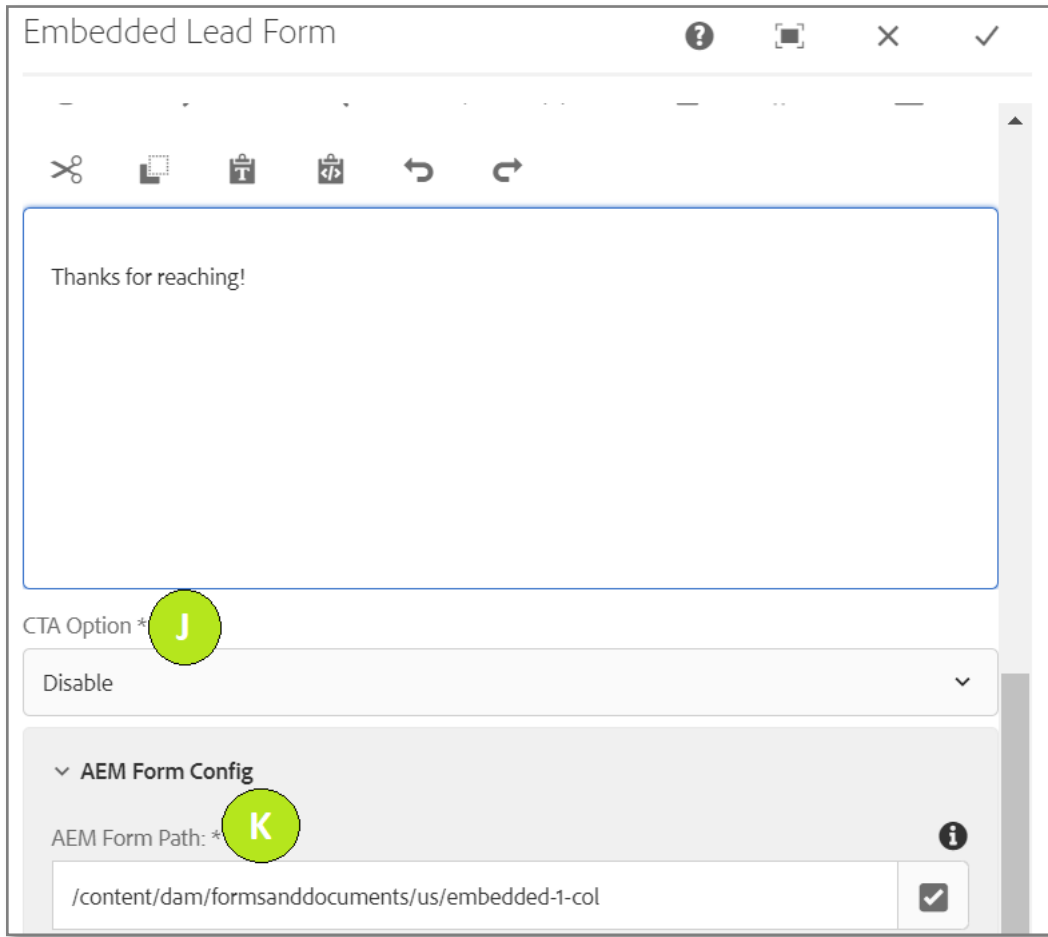 Embedded Lead Form
Thanks for reaching!
CTA Option * J
Disable
AEM Form Config
AEM Form Path: * K
/content/dam/formsanddocuments/us/embedded-1-col